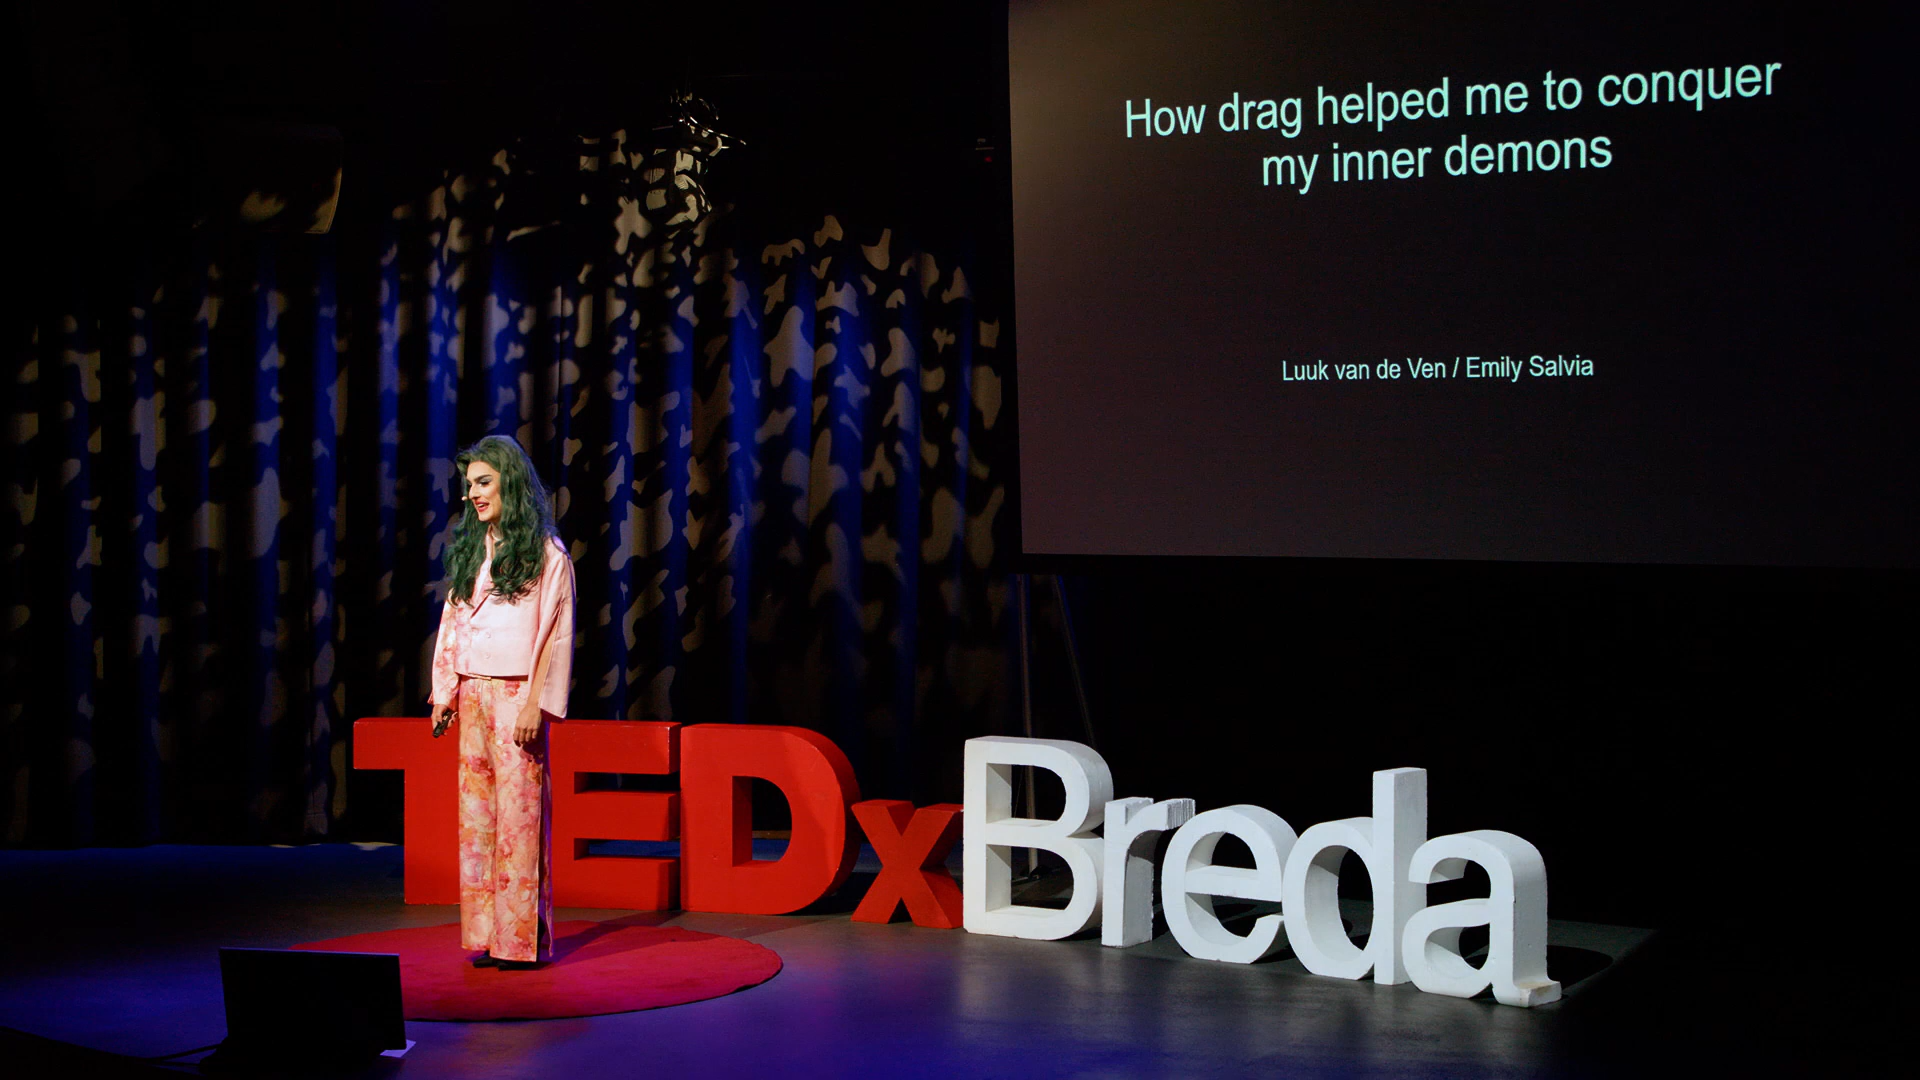 How drag helped me to conquer
my inner demons
Luuk van de Ven / Emily Salvia
TEDxBreda